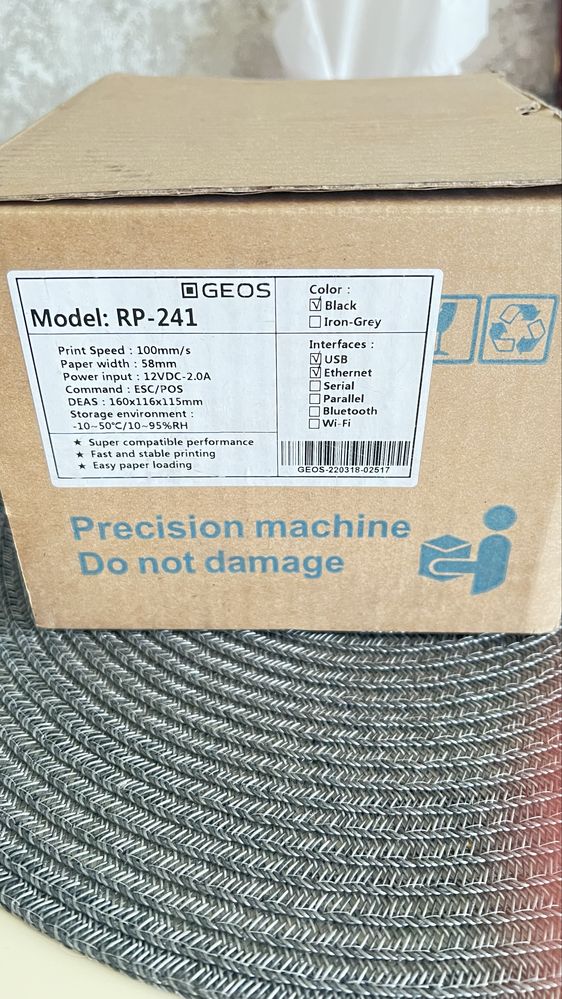 GEOS
Model: RP-241
Print Speed : 100mm/s
Paper width : 58mm
Power input : 12VDC-2.0A
Command : ESC/POS
DEAS : 160x116x115mm
Storage environment :
-10~50°C/10~95%RH
★ Super compatible performance
★ Fast and stable printing
★ Easy paper loading
Color :
☑ Black
☐ Iron-Grey
Interfaces :
☑ USB
☑ Ethernet
☐ Serial
☐ Parallel
☐ Bluetooth
☐ Wi-Fi
GEOS-220318-02517
Precision machine
Do not damage